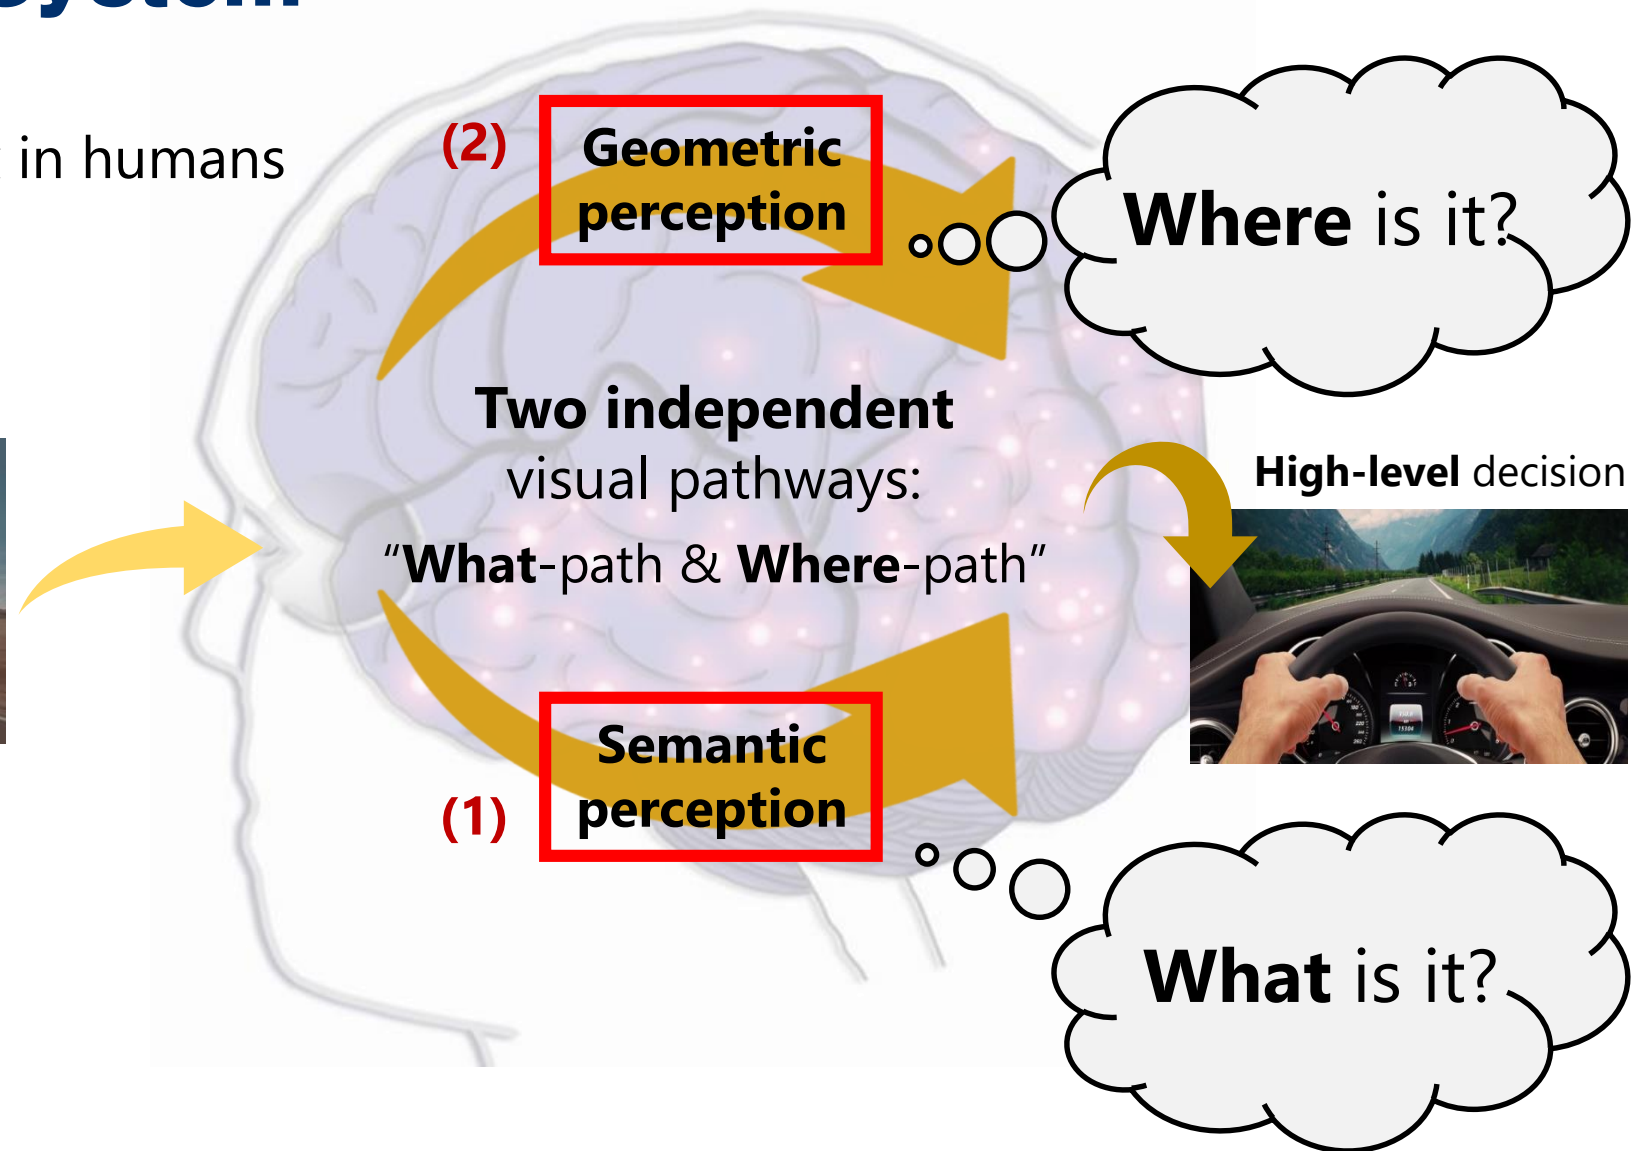 in humans
(2)
Geometric
perception
Where is it?
Two independent
visual pathways:
“What-path & Where-path”
High-level decision
(1)
Semantic
perception
What is it?